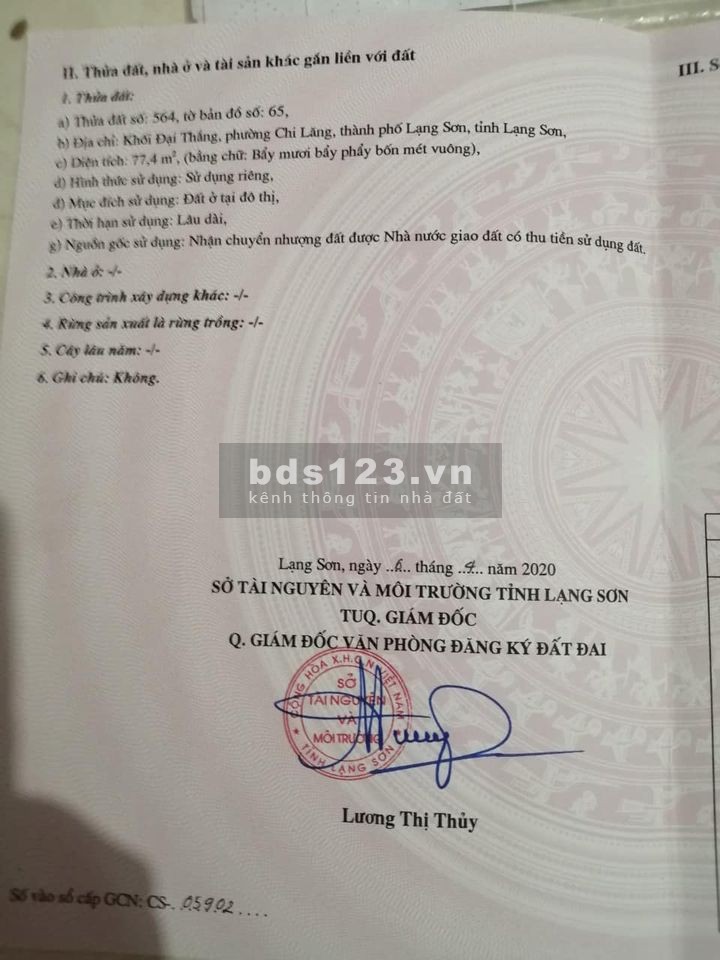 II. Thửa đất, nhà ở và tài sản khác gắn liền với đất
III. S
1. Thửa đất:
a) Thửa đất số: 564, tờ bản đồ số: 65,
b) Địa chỉ: Khối Đại Thắng, phường Chi Lăng, thành phố Lạng Sơn, tỉnh Lạng Sơn,
c) Diện tích: 77,4 m², (bằng chữ: Bẩy mươi bẩy phẩy bốn mét vuông),
d) Hình thức sử dụng: Sử dụng riêng,
đ) Mục đích sử dụng: Đất ở tại đô thị,
e) Thời hạn sử dụng: Lâu dài,
g) Nguồn gốc sử dụng: Nhận chuyển nhượng đất được Nhà nước giao đất có thu tiền sử dụng đất.
2. Nhà ở: -/-
3. Công trình xây dựng khác: -/-
4. Rừng sản xuất là rừng trồng: -/-
5. Cây lâu năm: -/-
6. Ghi chú: Không.
bds123.vn
kênh thông tin nhà đất
Lạng Sơn, ngày ..6.. tháng ..4.. năm 2020
SỞ TÀI NGUYÊN VÀ MÔI TRƯỜNG TỈNH LẠNG SƠN
TUQ. GIÁM ĐỐC
Q. GIÁM ĐỐC VĂN PHÒNG ĐĂNG KÝ ĐẤT ĐAI
CỘNG HÒA X.H.C.N VIỆT NAM
SỞ
TÀI NGUYÊN
VÀ
MÔI TRƯỜNG
TỈNH LẠNG SƠN
Lương Thị Thủy
Số vào sổ cấp GCN: CS-.05902....